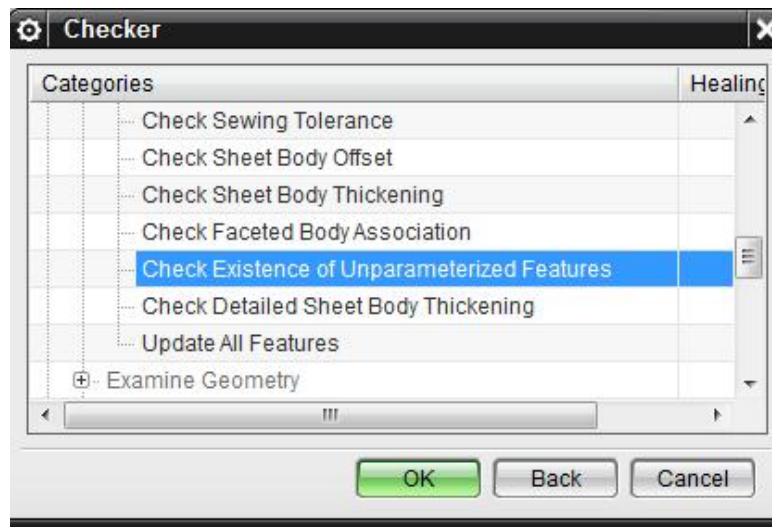 Checker
Categories Healing
Check Sewing Tolerance
Check Sheet Body Offset
Check Sheet Body Thickening
Check Faceted Body Association
Check Existence of Unparameterized Features
Check Detailed Sheet Body Thickening
Update All Features
Examine Geometry
OK Back Cancel